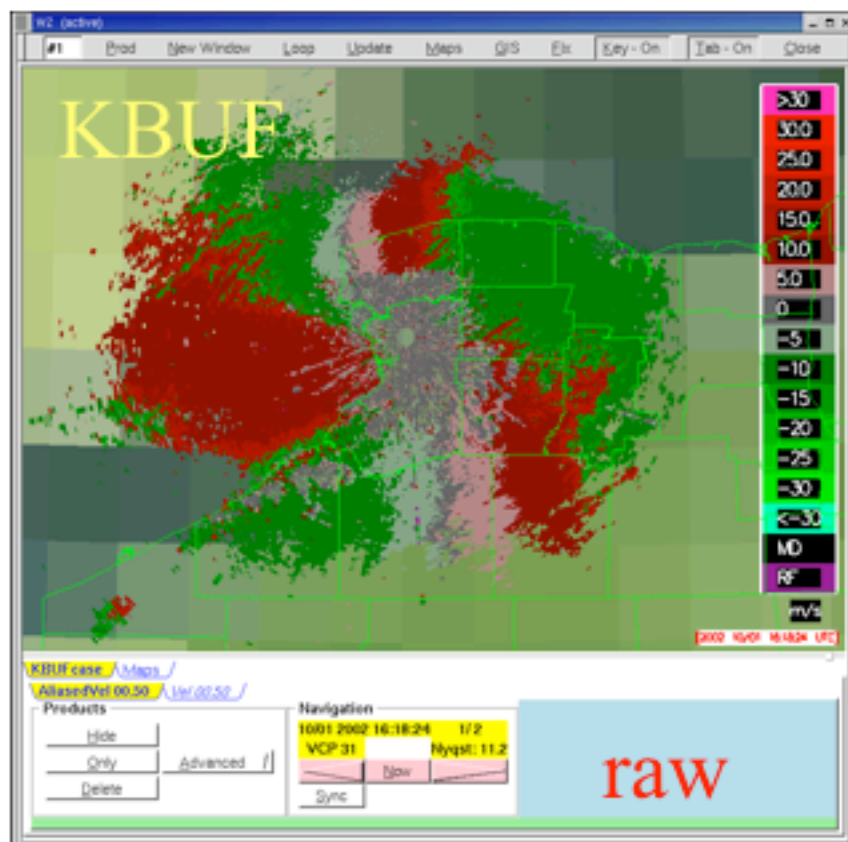 W2 (active)
#1 Prod New Window Loop Update Maps GIS Elx Key - On Tab - On Close
KBUF
>30
30.0
25.0
20.0
15.0
10.0
5.0
0
-5
-10
-15
-20
-25
-30
<-30
MD
RF
m/s
[2002 10/01 16:18:24 UTC]
KBUF case Maps
AliasedVel 00.50 Vel 00.50
Products Navigation
Hide
Only Advanced
Delete
10/01 2002 16:18:24 1/2
VCP 31 Nyqst: 11.2
Now
Sync
raw